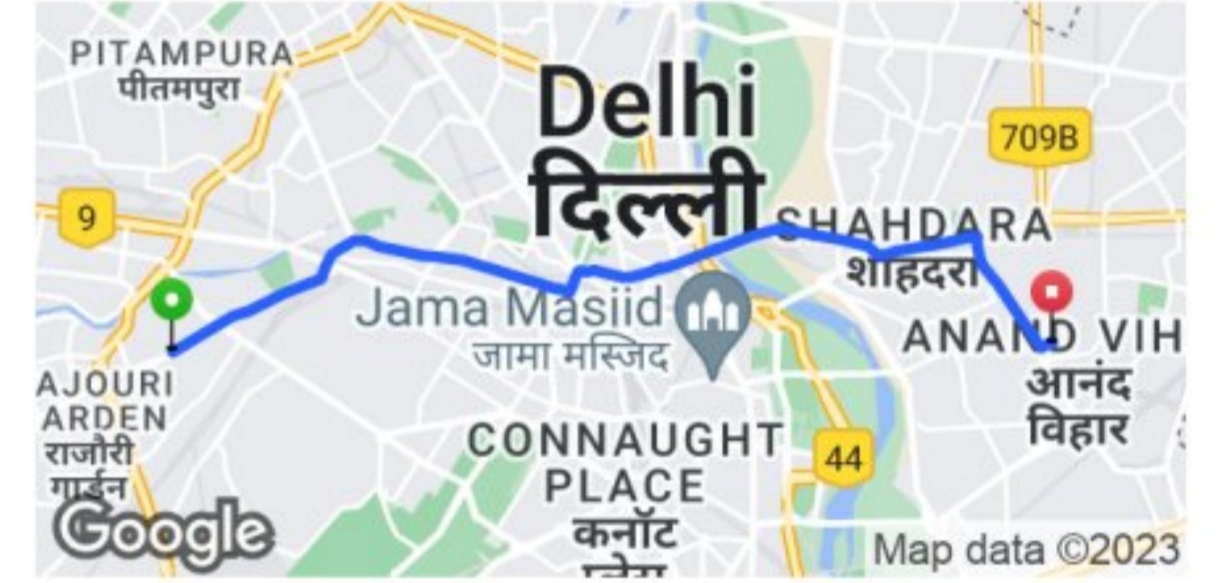 PITAMPURA
पीतमपुरा
Delhi
दिल्ली
709B
9
SHAHDARA
शाहदरा
Jama Masjid
जामा मस्जिद
ANAND VIH
आनंद
विहार
AJOURI
ARDEN
राजौरी
गार्डन
CONNAUGHT
PLACE
कनॉट
44
Google
Map data ©2023